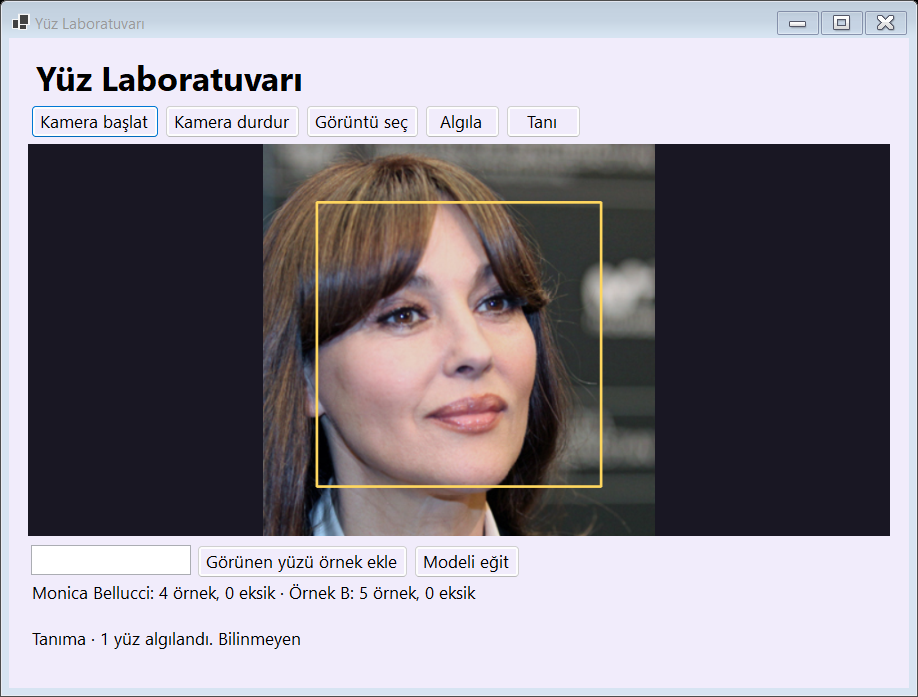 Yüz Laboratuvarı
Yüz Laboratuvarı
Kamera başlat Kamera durdur Görüntü seç Algıla Tanı
Görünen yüzü örnek ekle Modeli eğit
Monica Bellucci: 4 örnek, 0 eksik · Örnek B: 5 örnek, 0 eksik
Tanıma · 1 yüz algılandı. Bilinmeyen